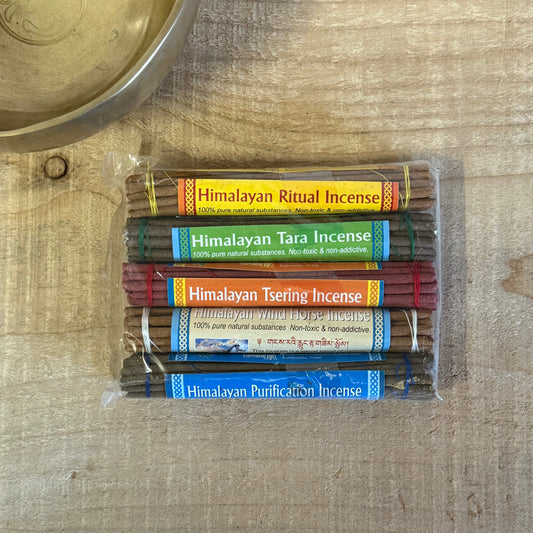 Himalayan Ritual Incense
100% pure natural substances. Non-toxic & non-addictive.
Himalayan Tara Incense
100% pure natural substances. Non-toxic & non-addictive.
Himalayan Tsering Incense
Himalayan Wind Horse Incense
100% pure natural substances. Non-toxic & non-addictive.
Himalayan Purification Incense